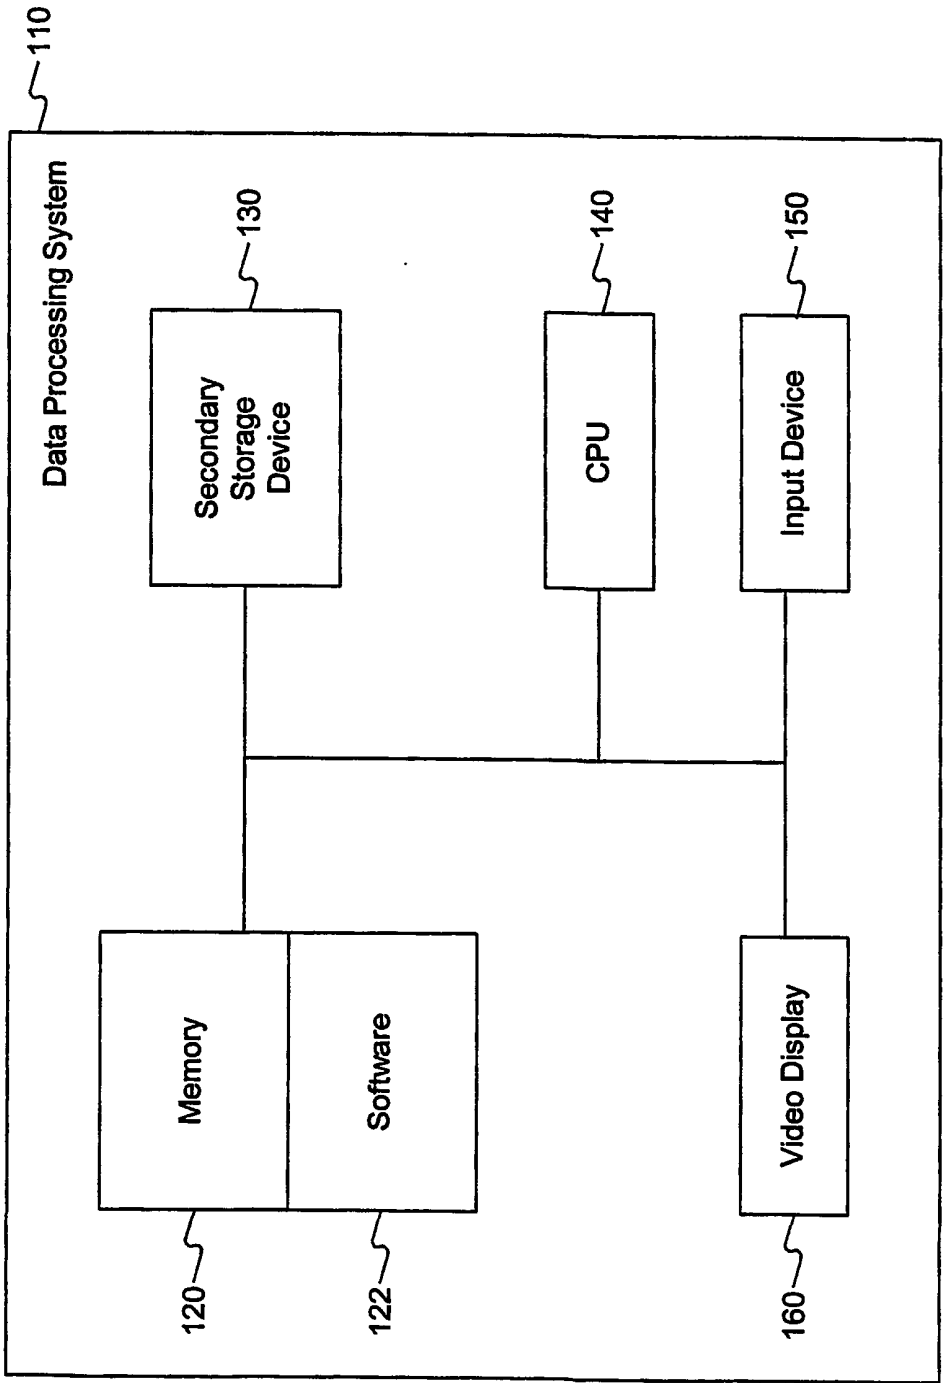 Data Processing System
110
Memory
120
Software
122
Secondary
Storage
Device
130
CPU
140
Video Display
160
Input Device
150